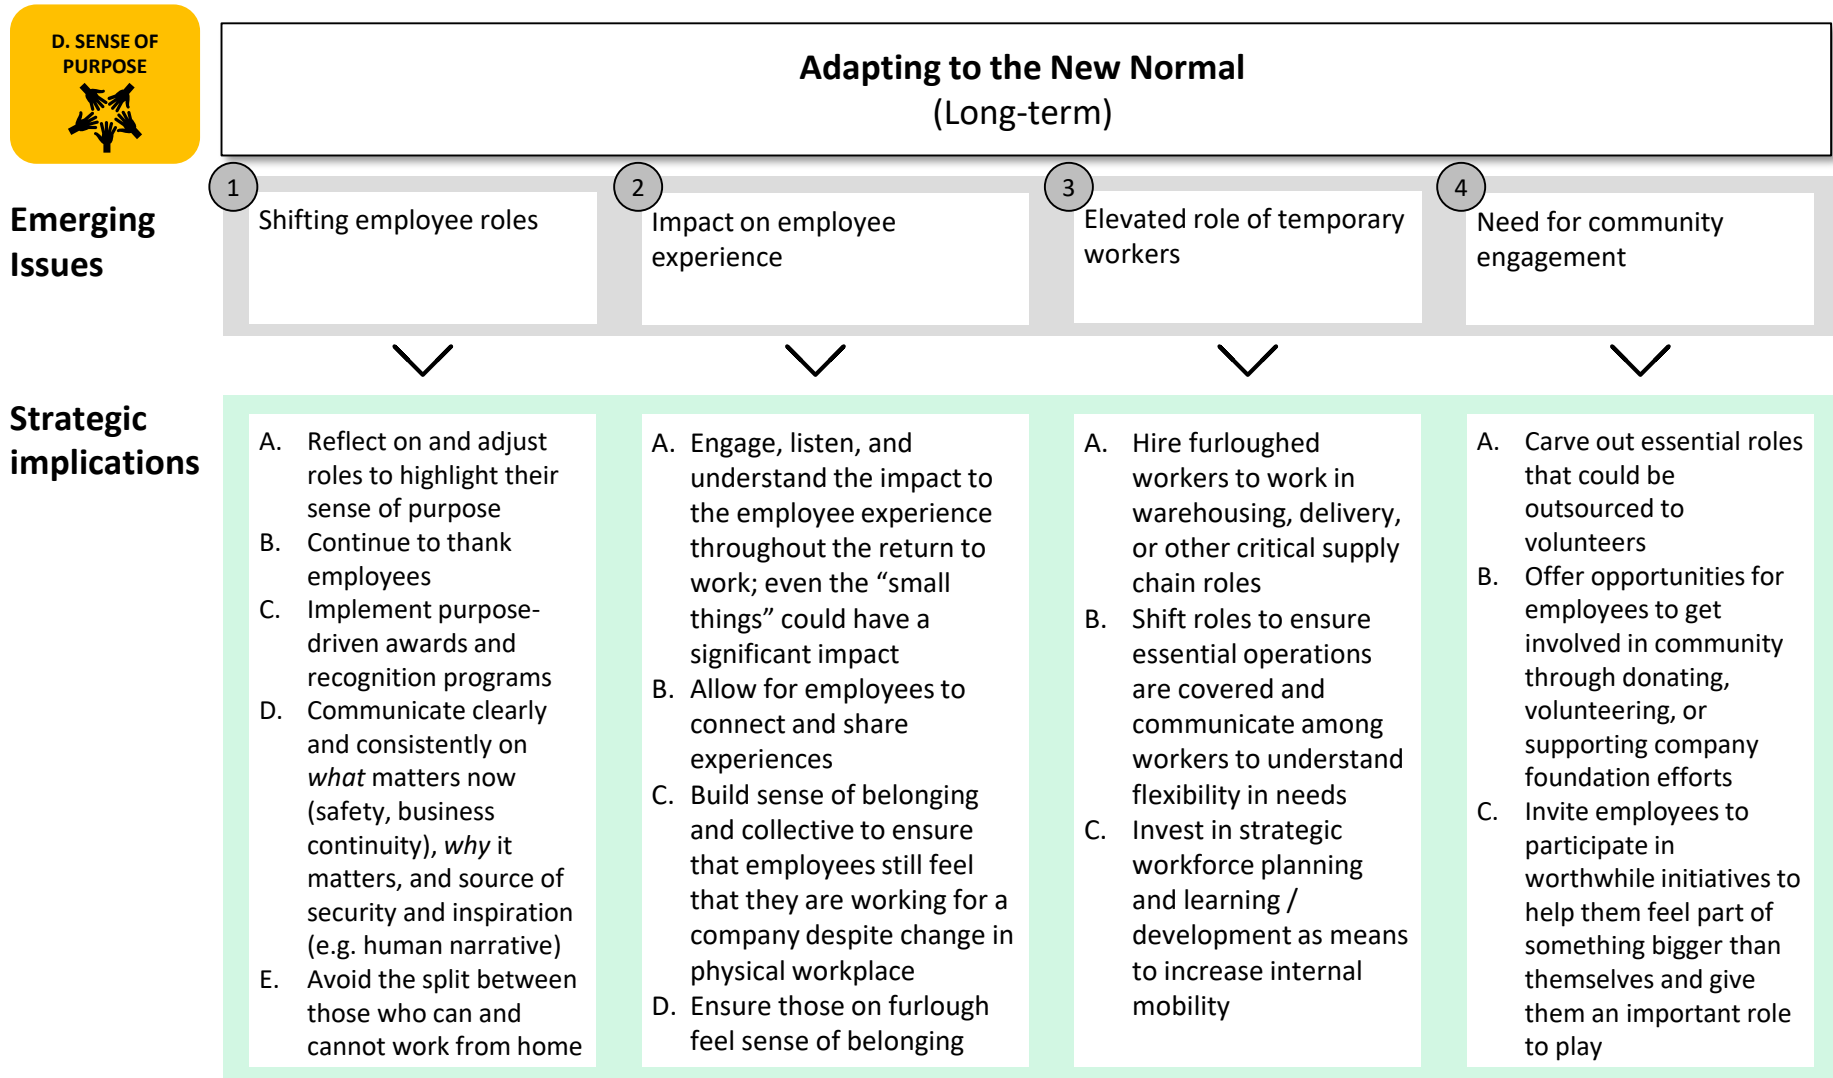 D. SENSE OF
PURPOSE
Adapting to the New Normal
(Long-term)
Emerging
Issues
1
Shifting employee roles
2
Impact on employee
experience
3
Elevated role of temporary
workers
4
Need for community
engagement
Strategic
implications
A. Reflect on and adjust
roles to highlight their
sense of purpose
B. Continue to thank
employees
C. Implement purpose-
driven awards and
recognition programs
D. Communicate clearly
and consistently on
what matters now
(safety, business
continuity), why it
matters, and source of
security and inspiration
(e.g. human narrative)
E. Avoid the split between
those who can and
cannot work from home
A. Engage, listen, and
understand the impact to
the employee experience
throughout the return to
work; even the “small
things” could have a
significant impact
B. Allow for employees to
connect and share
experiences
C. Build sense of belonging
and collective to ensure
that employees still feel
that they are working for a
company despite change in
physical workplace
D. Ensure those on furlough
feel sense of belonging
A. Hire furloughed
workers to work in
warehousing, delivery,
or other critical supply
chain roles
B. Shift roles to ensure
essential operations
are covered and
communicate among
workers to understand
flexibility in needs
C. Invest in strategic
workforce planning
and learning /
development as means
to increase internal
mobility
A. Carve out essential roles
that could be
outsourced to
volunteers
B. Offer opportunities for
employees to get
involved in community
through donating,
volunteering, or
supporting company
foundation efforts
C. Invite employees to
participate in
worthwhile initiatives to
help them feel part of
something bigger than
themselves and give
them an important role
to play